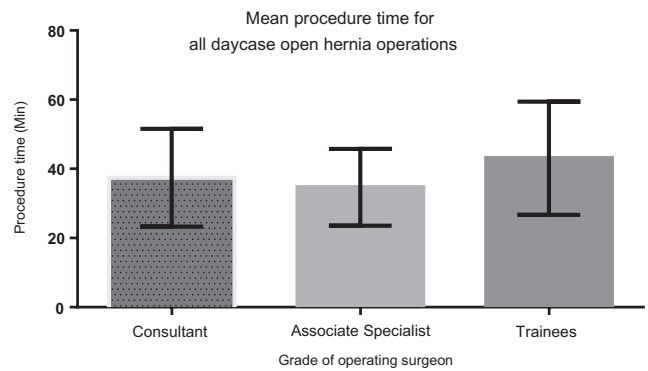 Mean procedure time for
all daycase open hernia operations
Procedure time (Min)
80
60
40
20
0
Consultant
Associate Specialist
Trainees
Grade of operating surgeon